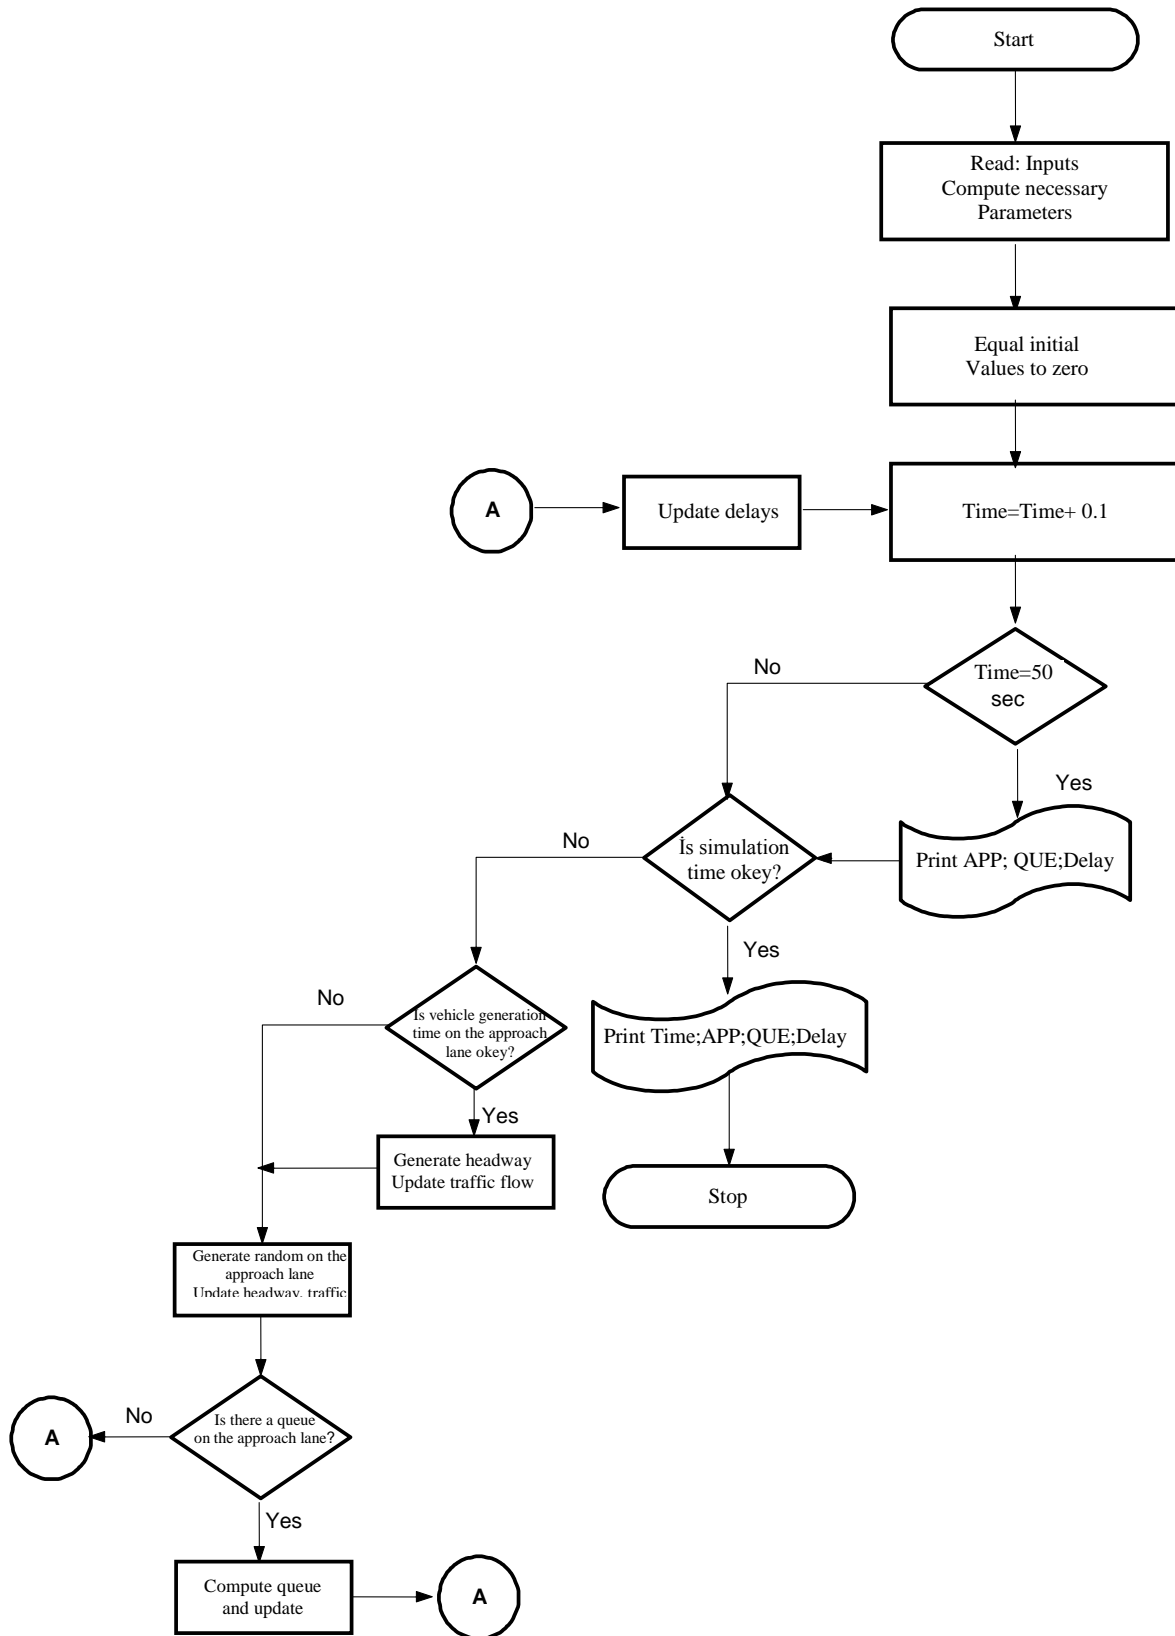 Start
Read: Inputs
Compute necessary
Parameters
Equal initial
Values to zero
A
Update delays
Time=Time+ 0.1
Time=50
sec
No
Yes
Print APP; QUE;Delay
İs simulation
time okey?
No
Yes
Print Time;APP;QUE;Delay
Stop
Is vehicle generation
time on the approach
lane okey?
No
Yes
Generate headway
Update traffic flow
Generate random on the
approach lane
Update headway, traffic
Is there a queue
on the approach lane?
No
A
Yes
Compute queue
and update
A